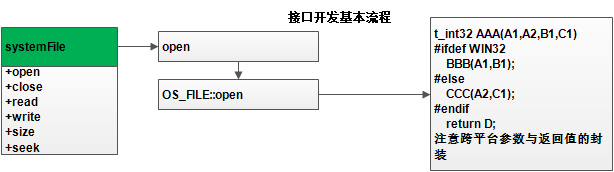 接口开发基本流程
systemFile
+open
+close
+read
+write
+size
+seek
open
OS_FILE::open
t_int32 AAA(A1,A2,B1,C1)
#ifdef WIN32
BBB(A1,B1);
#else
CCC(A2,C1);
#endif
return D;
注意跨平台参数与返回值的封
装